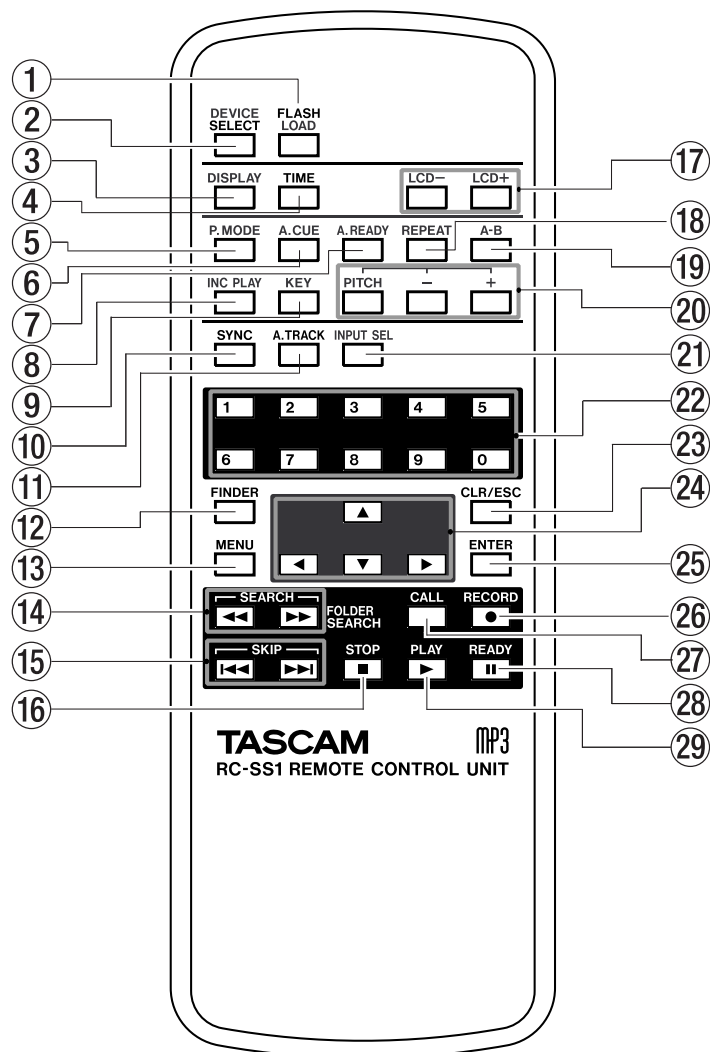 1
DEVICE SELECT FLASH LOAD
2
3
DISPLAY TIME LCD− LCD+
17
4
18
5
P.MODE A.CUE A.READY REPEAT A-B
6
19
7
INC PLAY KEY PITCH − +
20
8
SYNC A.TRACK INPUT SEL
21
9
1 2 3 4 5
22
10
23
6 7 8 9 0
11
24
FINDER CLR/ESC
12
MENU ENTER
25
13
SEARCH FOLDER SEARCH CALL RECORD
14
26
27
SKIP STOP PLAY READY
15
28
16
29
TASCAM MP3
RC-SS1 REMOTE CONTROL UNIT